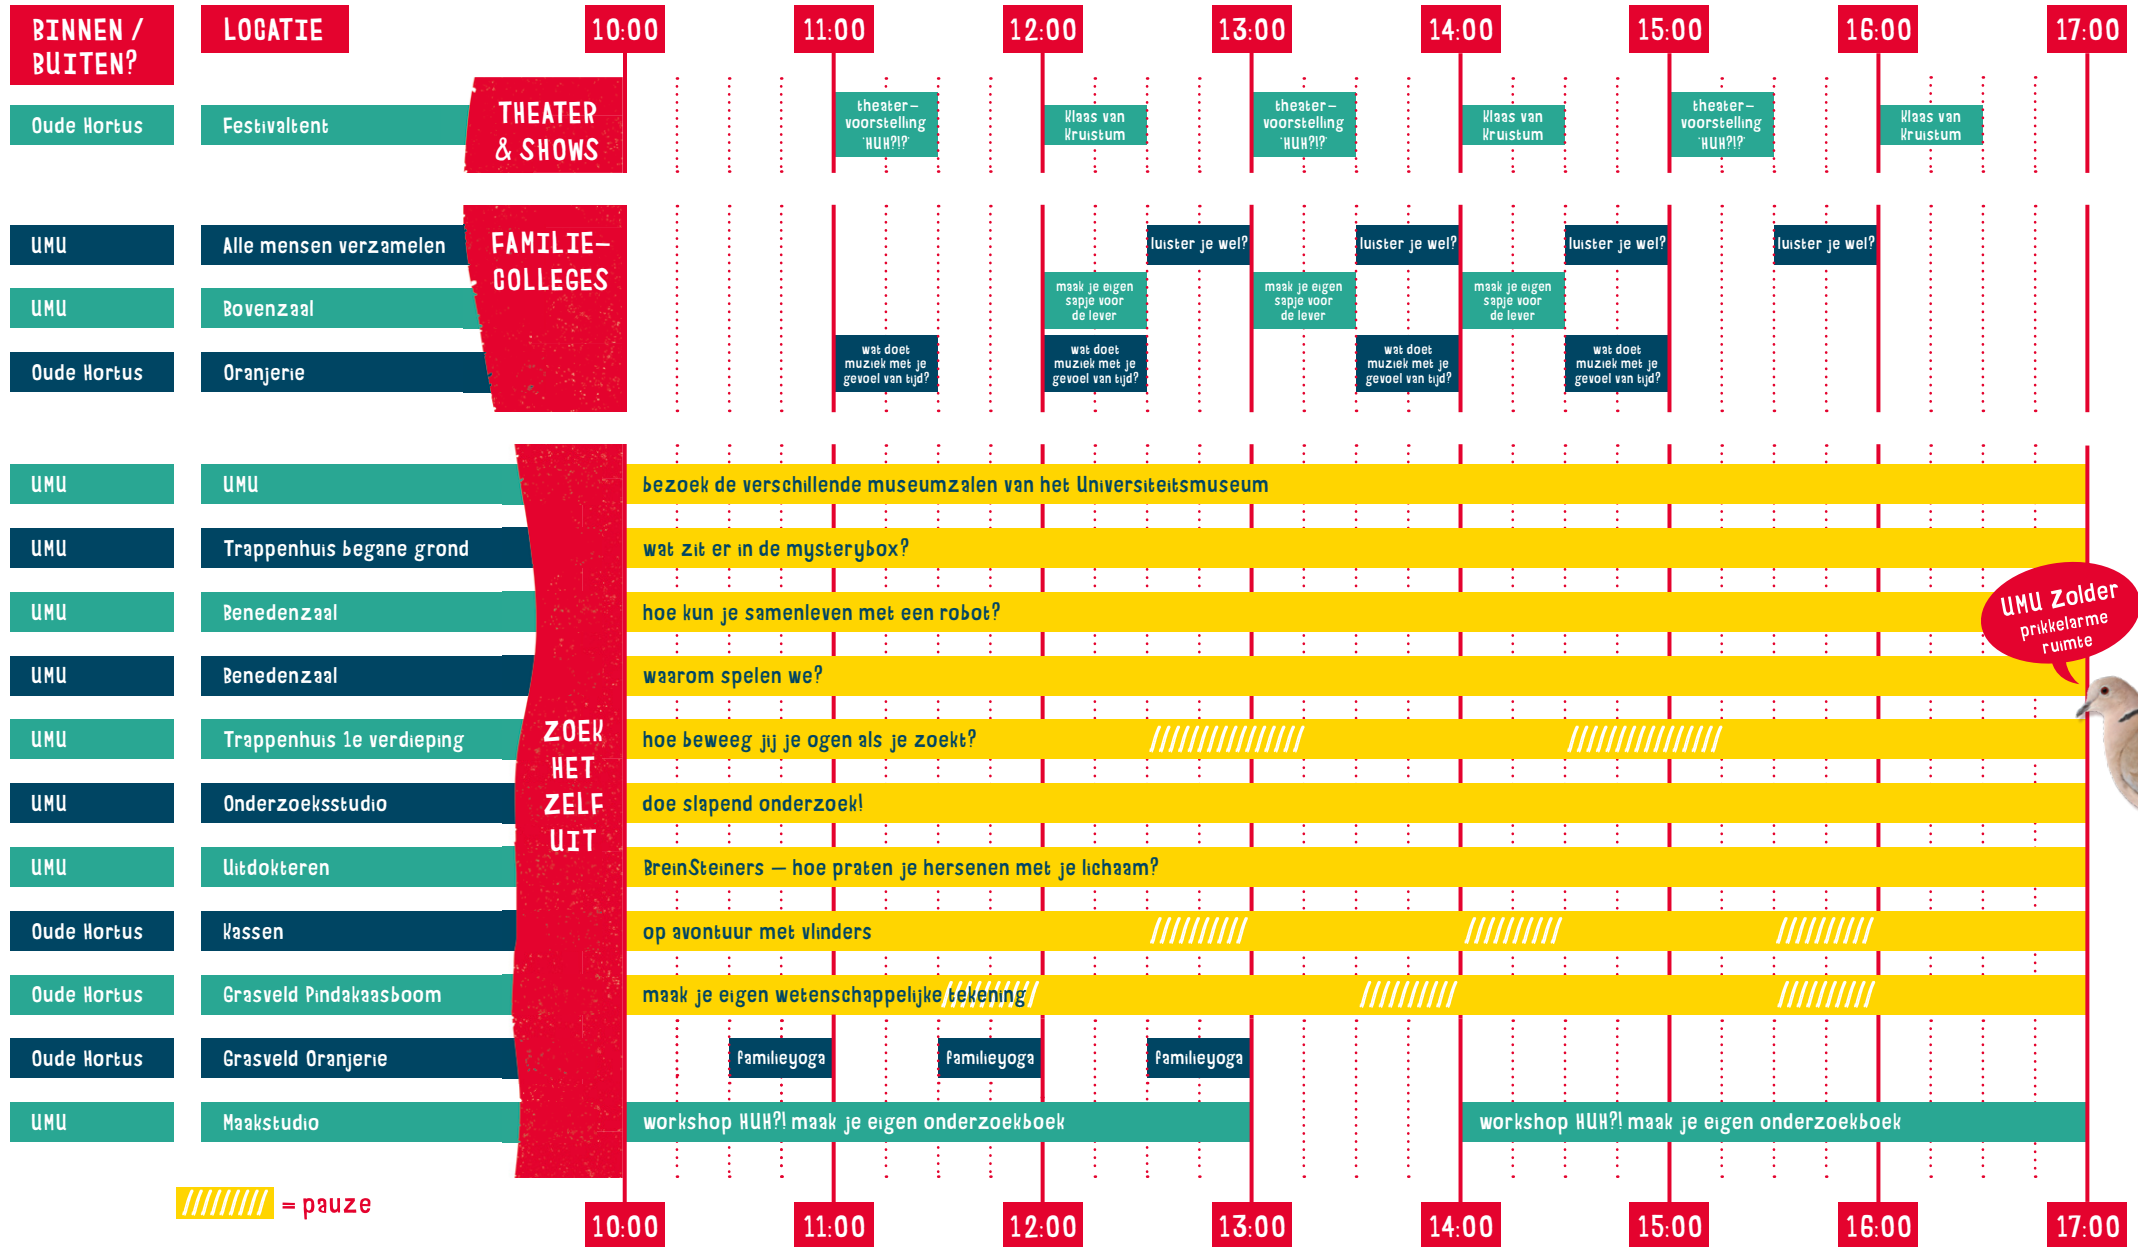 BINNEN /
BUITEN?
LOCATIE
10:00
11:00
12:00
13:00
14:00
15:00
16:00
17:00
Oude Hortus
Festivaltent
THEATER
& SHOWS
theater–
voorstelling
'HUH?!?'
Klaas van
Kruistum
theater–
voorstelling
'HUH?!?'
Klaas van
Kruistum
theater–
voorstelling
'HUH?!?'
Klaas van
Kruistum
FAMILIE–
COLLEGES
UMU
Alle mensen verzamelen
luister je wel?
luister je wel?
luister je wel?
luister je wel?
UMU
Bovenzaal
maak je eigen
sapje voor
de lever
maak je eigen
sapje voor
de lever
maak je eigen
sapje voor
de lever
Oude Hortus
Oranjerie
wat doet
muziek met je
gevoel van tijd?
wat doet
muziek met je
gevoel van tijd?
wat doet
muziek met je
gevoel van tijd?
wat doet
muziek met je
gevoel van tijd?
ZOEK
HET
ZELF
UIT
UMU
UMU
bezoek de verschillende museumzalen van het Universiteitsmuseum
UMU
Trappenhuis begane grond
wat zit er in de mysterybox?
UMU
Benedenzaal
hoe kun je samenleven met een robot?
UMU Zolder
prikkelarme
ruimte
UMU
Benedenzaal
waarom spelen we?
UMU
Trappenhuis 1e verdieping
hoe beweeg jij je ogen als je zoekt?
UMU
Onderzoeksstudio
doe slapend onderzoek!
UMU
Uitdokteren
BreinSteiners – hoe praten je hersenen met je lichaam?
Oude Hortus
Kassen
op avontuur met vlinders
Oude Hortus
Grasveld Pindakaasboom
maak je eigen wetenschappelijke tekening
Oude Hortus
Grasveld Oranjerie
familieyoga
familieyoga
familieyoga
UMU
Maakstudio
workshop HUH?! maak je eigen onderzoekboek
workshop HUH?! maak je eigen onderzoekboek
= pauze
10:00
11:00
12:00
13:00
14:00
15:00
16:00
17:00